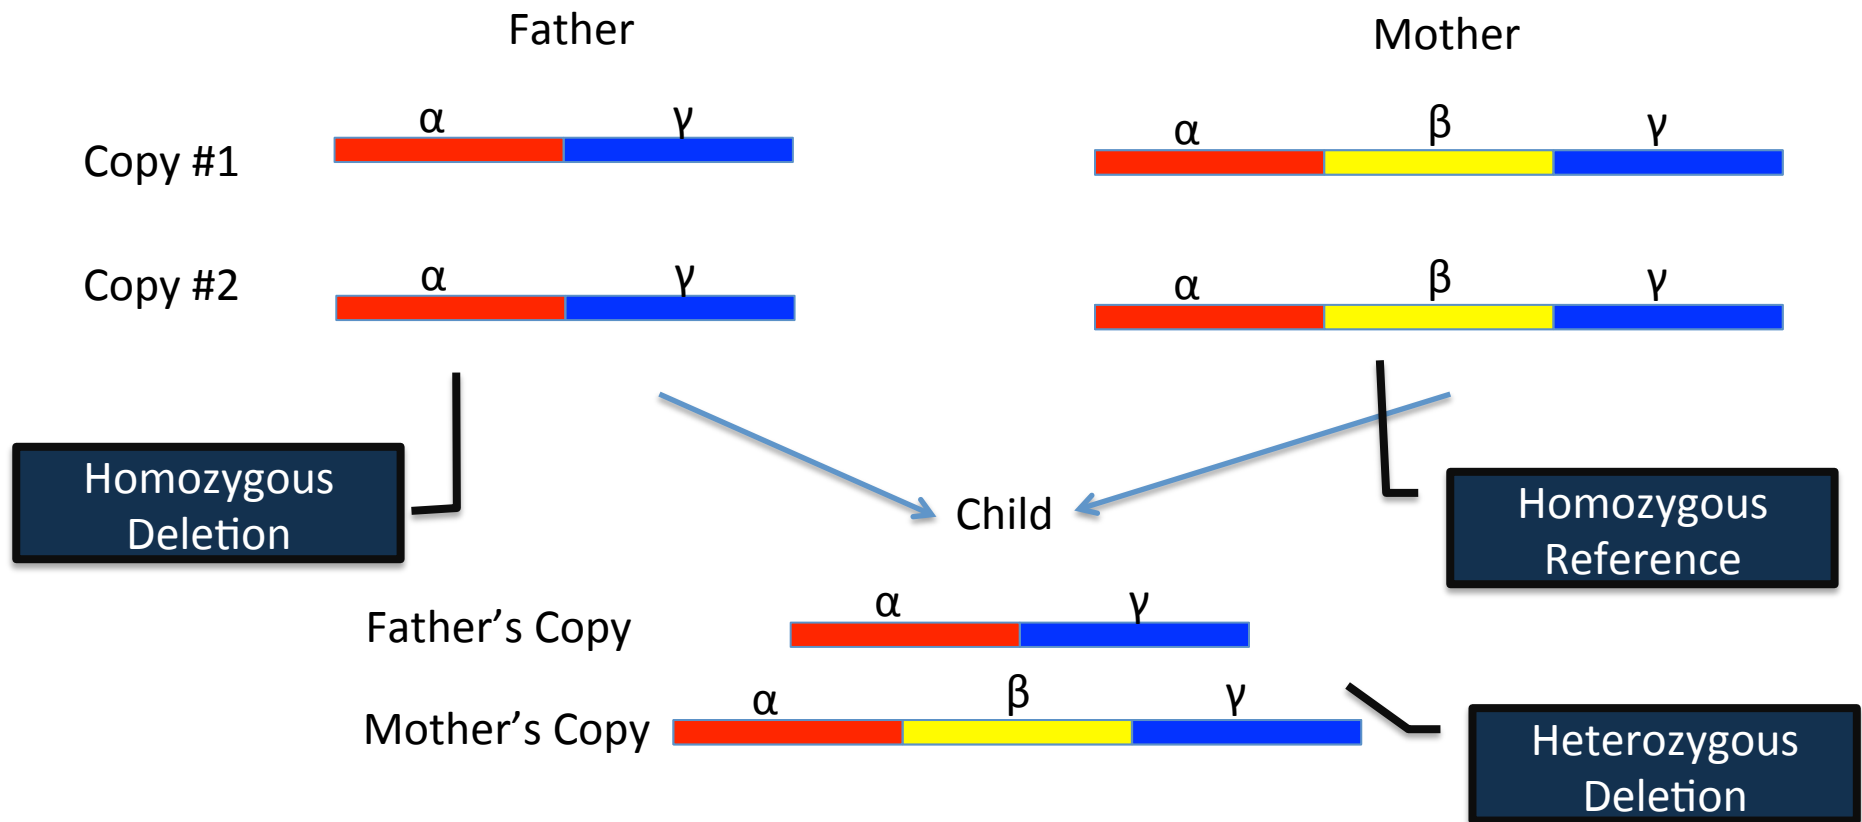 Father
Mother
α γ
α β γ
Copy #1
Copy #2
α γ
α β γ
Homozygous
Deletion
Child
Homozygous
Reference
α γ
Father’s Copy
α β γ
Mother’s Copy
Heterozygous
Deletion